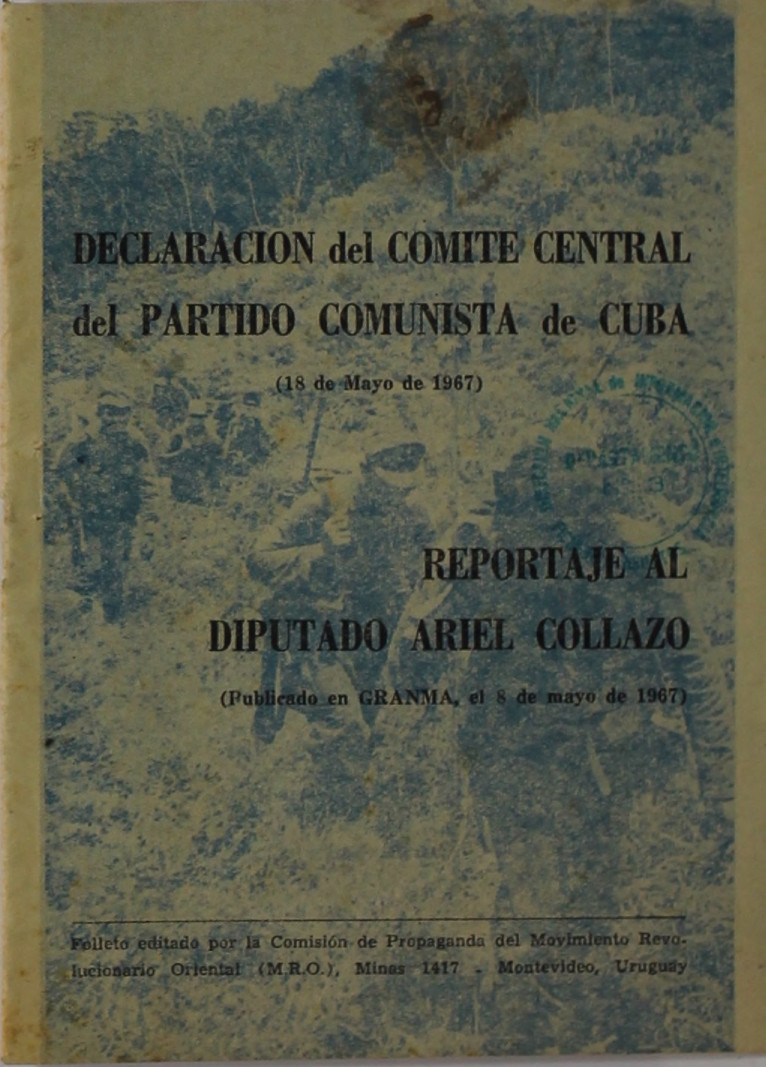 DECLARACION del COMITE CENTRAL
del PARTIDO COMUNISTA de CUBA
(18 de Mayo de 1967)
REPORTAJE AL
DIPUTADO ARIEL COLLAZO
(Publicado en GRANMA, el 8 de mayo de 1967)
Folleto editado por la Comisión de Propaganda del Movimiento Revo-
lucionario Oriental (M.R.O.), Minas 1417 - Montevideo, Uruguay